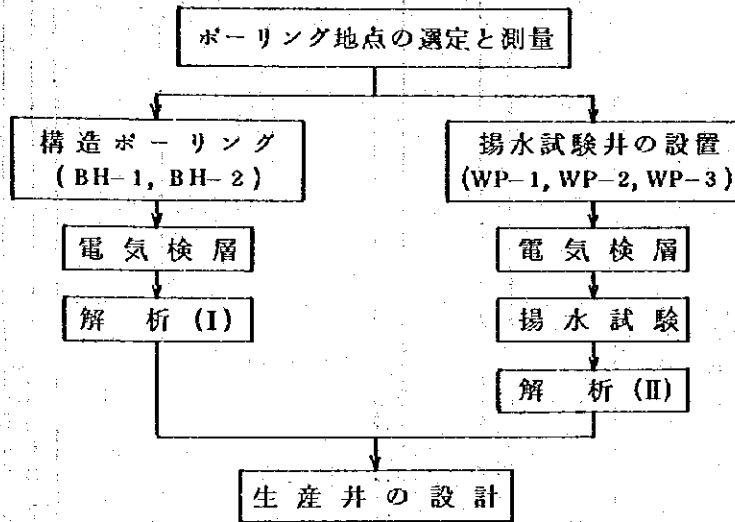 ボーリング地点の選定と測量
構造ボーリング
(BH-1, BH-2)
電気検層
解析(I)
揚水試験井の設置
(WP-1, WP-2, WP-3)
電気検層
揚水試験
解析(II)
生産井の設計